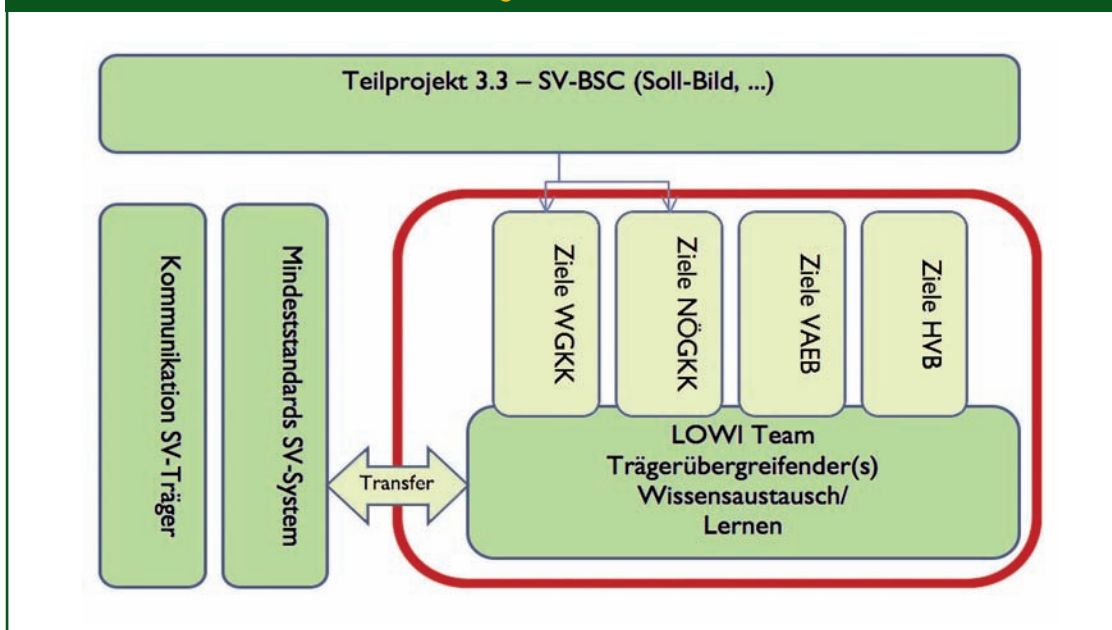 Teilprojekt 3.3 – SV-BSC (Soll-Bild, ...)
Kommunikation SV-Träger
Mindeststandards SV-System
Ziele WGKK
Ziele NÖGKK
Ziele VAEB
Ziele HVB
Transfer
LOWI Team
Trägerübergreifender(s)
Wissensaustausch/
Lernen